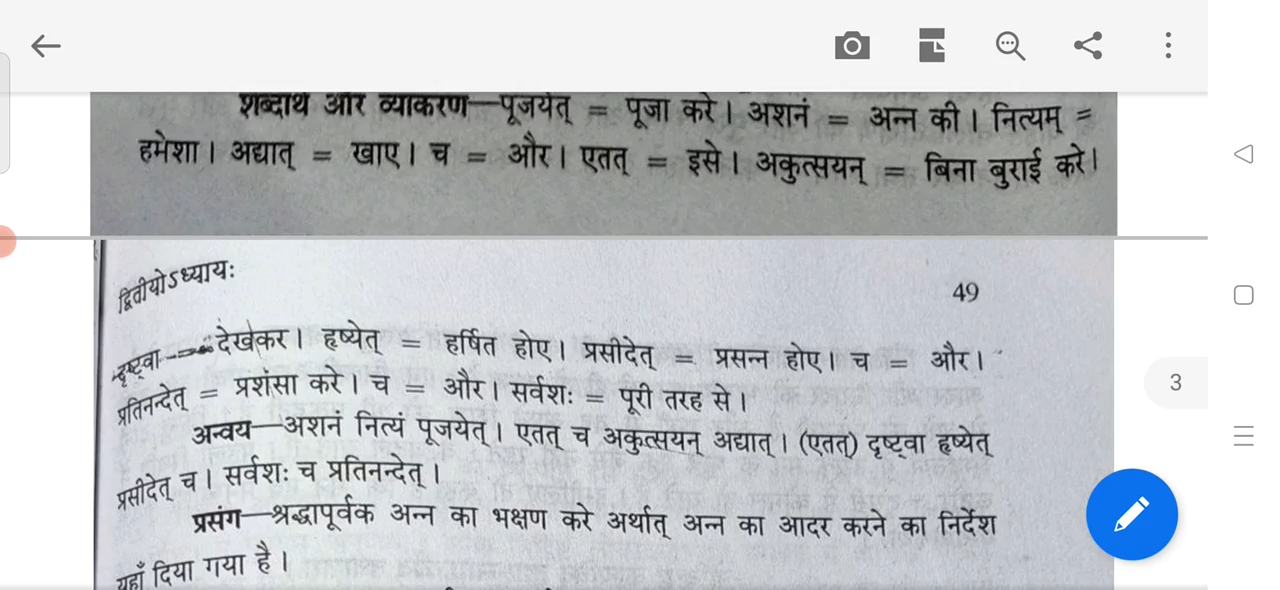 शब्दार्थ और व्याकरण—पूजयेत् = पूजा करे। अशनं = अन्न की। नित्यम् =
हमेशा। अद्यात् = खाए। च = और। एतत् = इसे। अकुत्सयन् = बिना बुराई करे।
द्वितीयोऽध्यायः
49
दृष्ट्वा = देखकर। हृष्येत् = हर्षित होए। प्रसीदेत् = प्रसन्न होए। च = और।
प्रतिनन्देत् = प्रशंसा करे। च = और। सर्वशः = पूरी तरह से।
अन्वय—अशनं नित्यं पूजयेत्। एतत् च अकुत्सयन् अद्यात्। (एतत्) दृष्ट्वा हृष्येत्
प्रसीदेत् च। सर्वशः च प्रतिनन्देत्।
प्रसंग—श्रद्धापूर्वक अन्न का भक्षण करे अर्थात् अन्न का आदर करने का निर्देश
यहाँ दिया गया है।
3